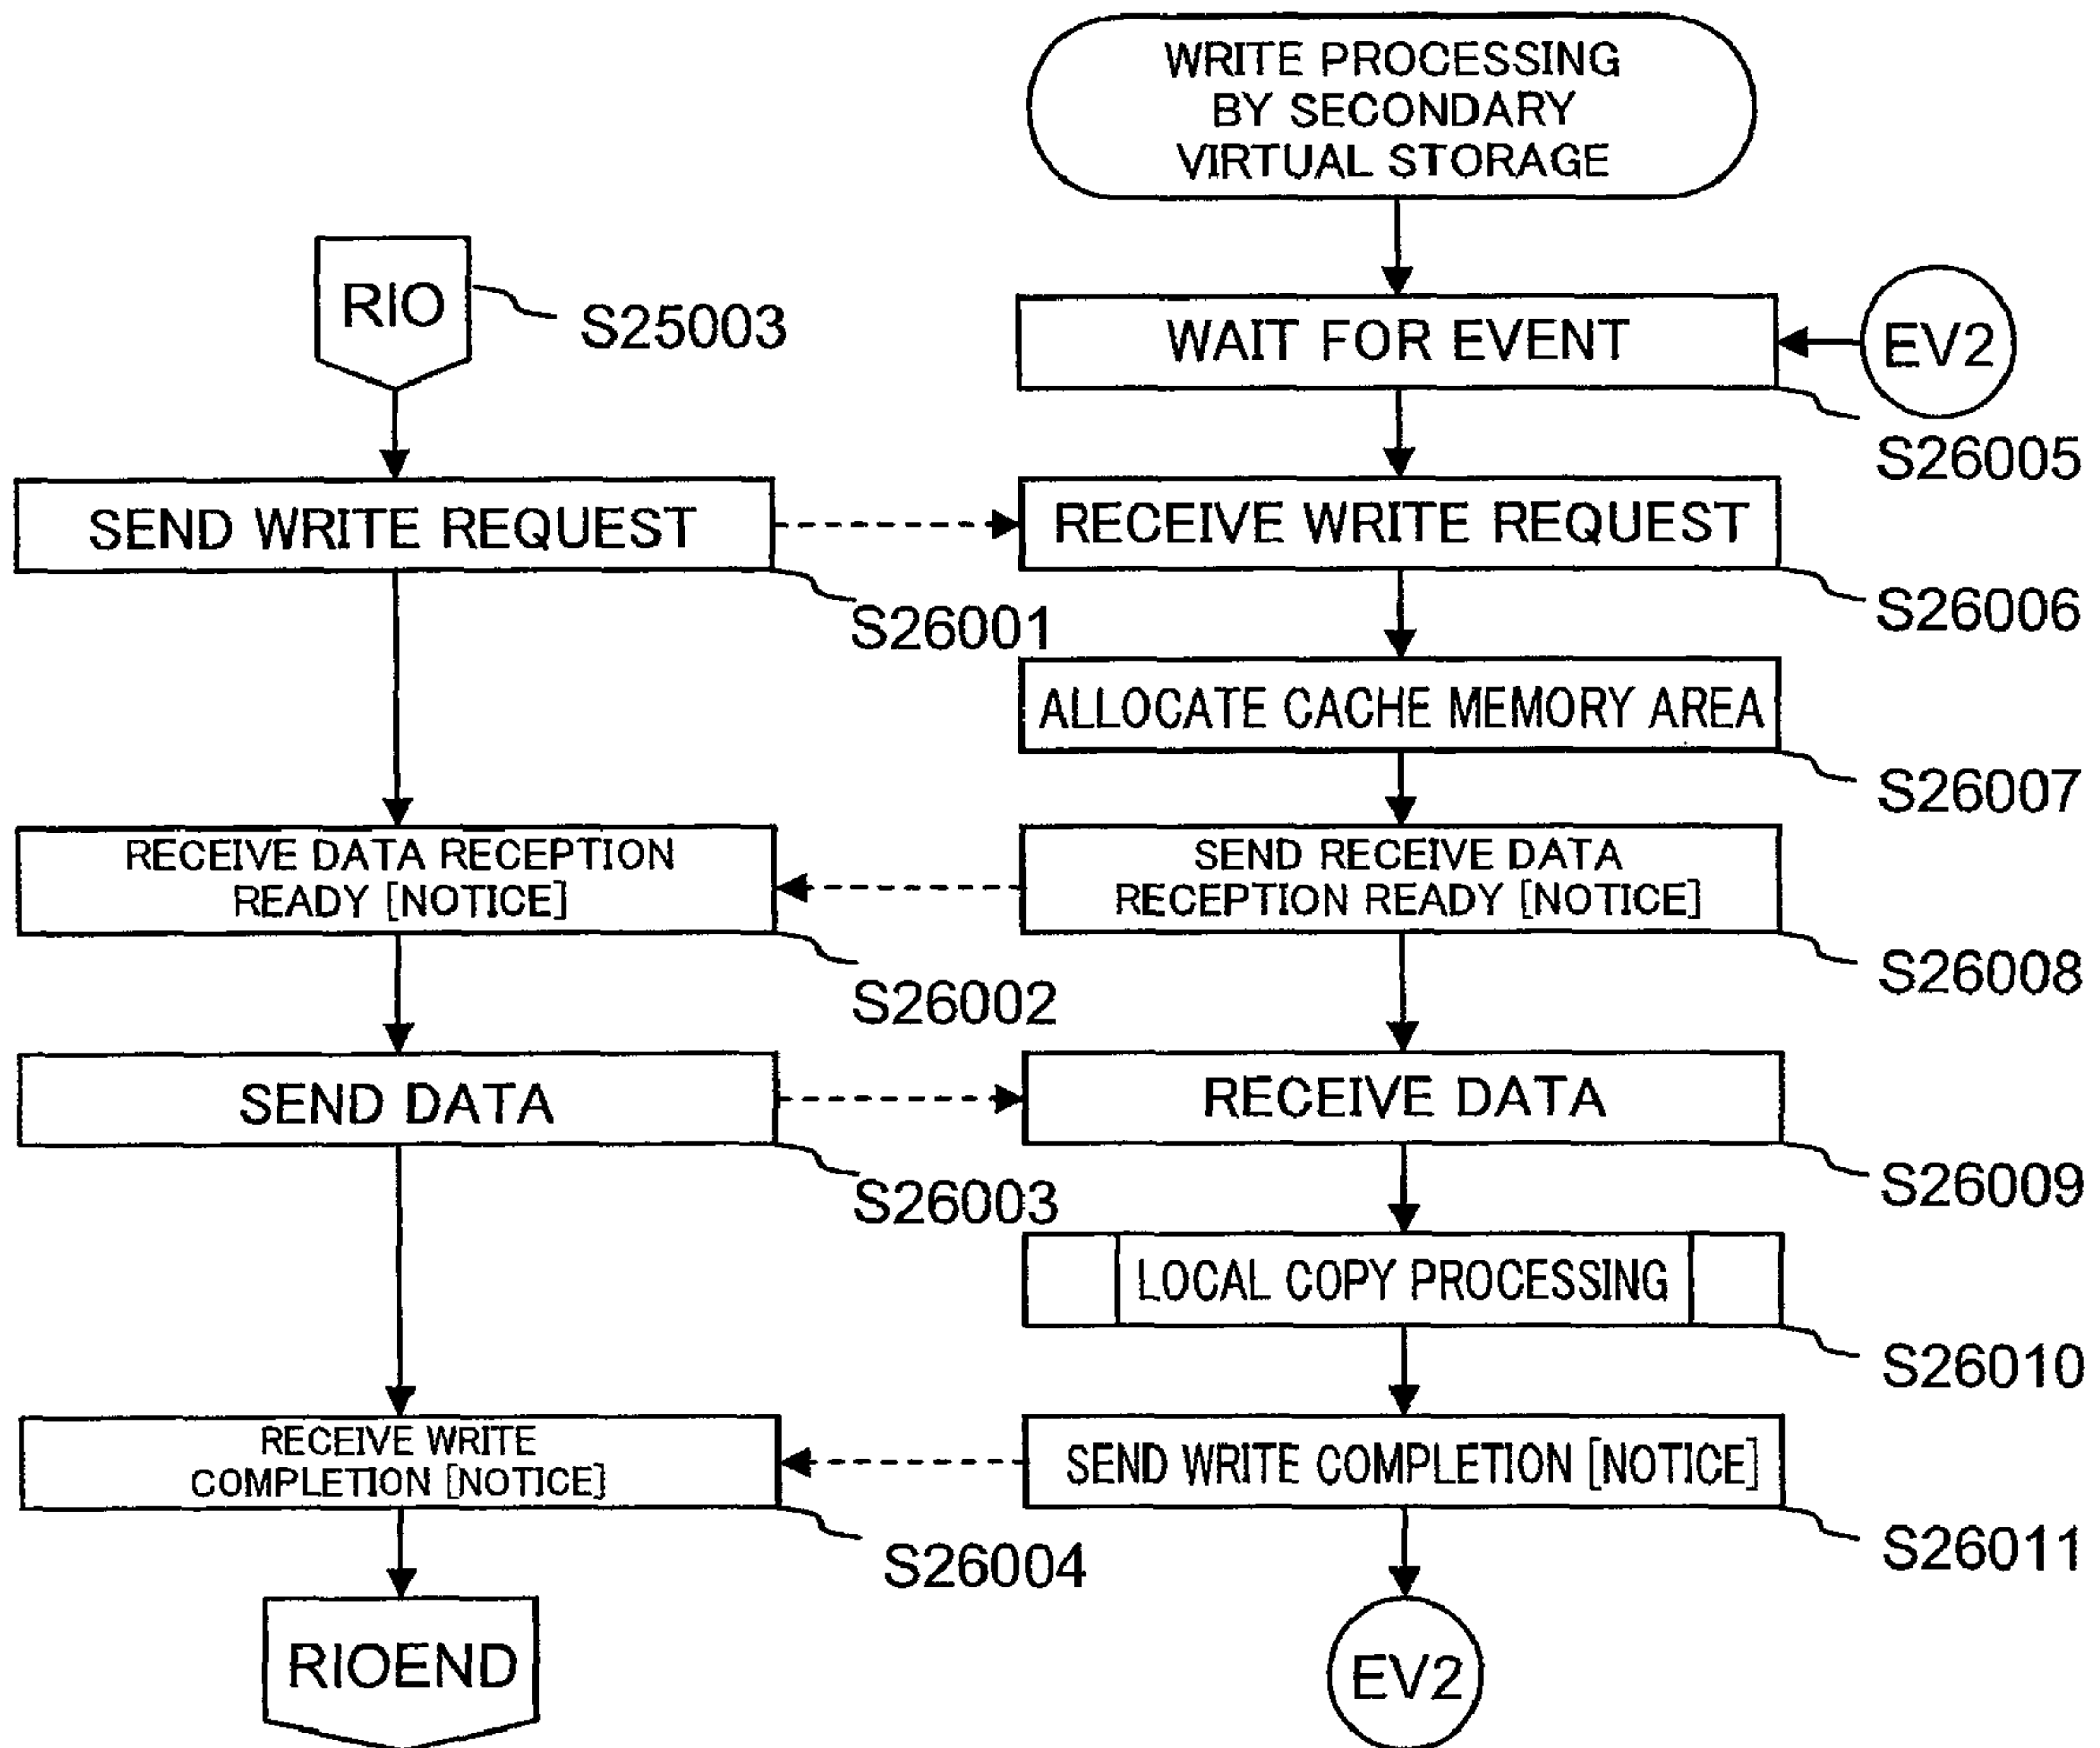 WRITE PROCESSING
BY SECONDARY
VIRTUAL STORAGE
RIO
S25003
WAIT FOR EVENT
EV2
S26005
SEND WRITE REQUEST
RECEIVE WRITE REQUEST
S26001
S26006
ALLOCATE CACHE MEMORY AREA
S26007
RECEIVE DATA RECEPTION
READY [NOTICE]
SEND RECEIVE DATA
RECEPTION READY [NOTICE]
S26002
S26008
SEND DATA
RECEIVE DATA
S26003
S26009
LOCAL COPY PROCESSING
S26010
RECEIVE WRITE
COMPLETION [NOTICE]
SEND WRITE COMPLETION [NOTICE]
S26004
S26011
RIOEND
EV2